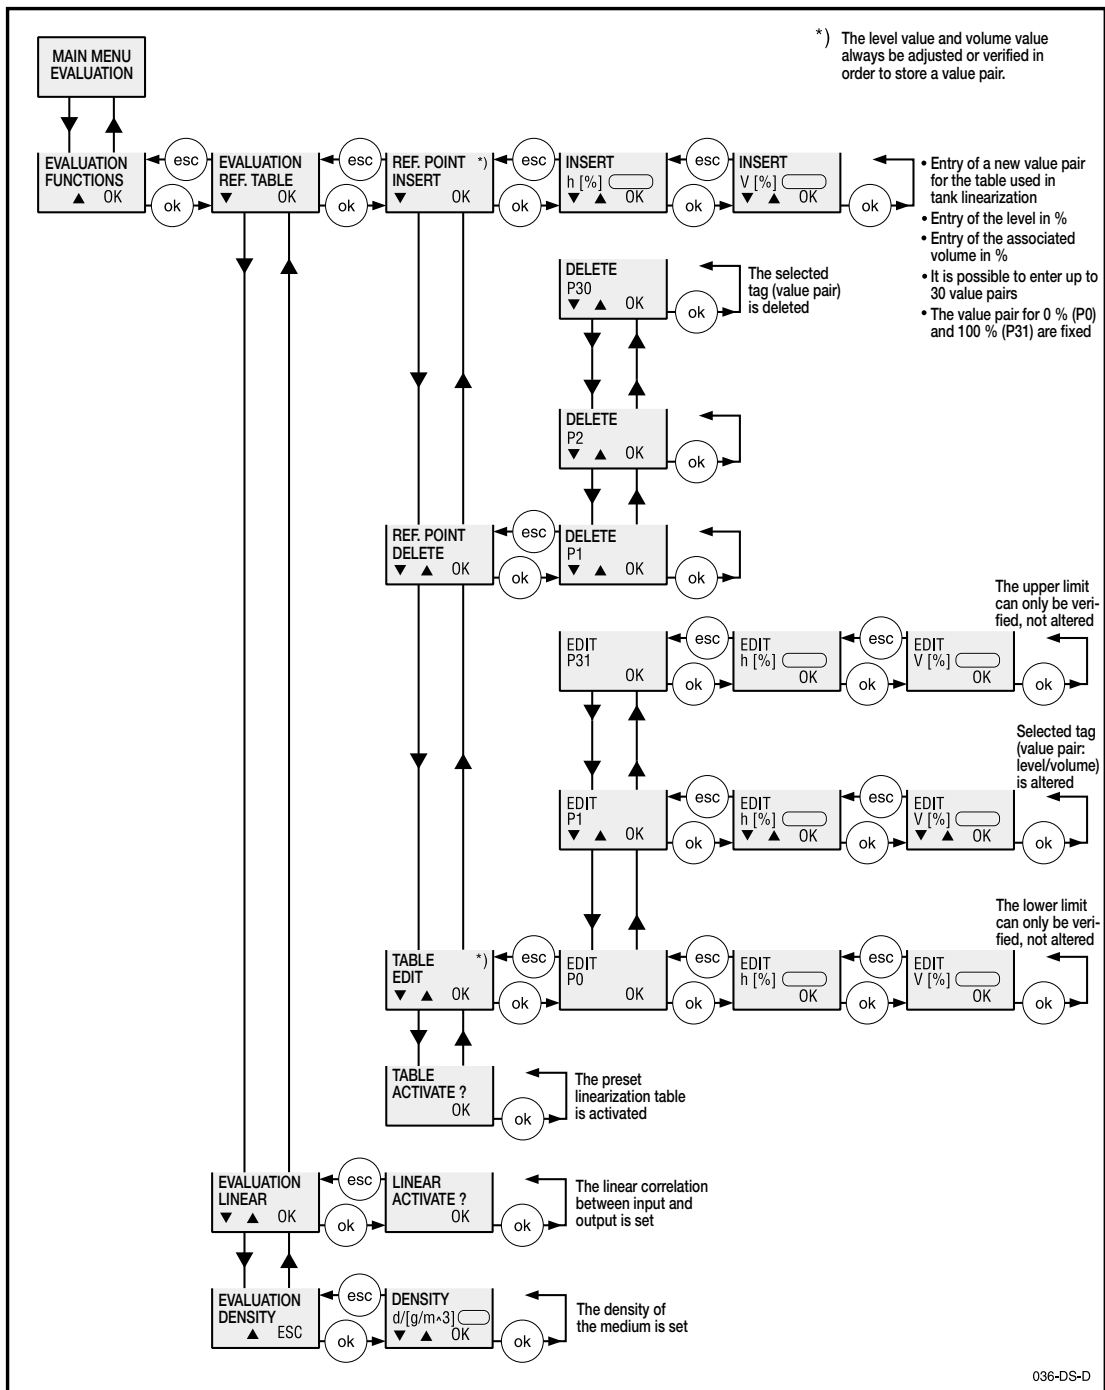 *) The level value and volume value
always be adjusted or verified in
order to store a value pair.
MAIN MENU
EVALUATION
EVALUATION
FUNCTIONS
▲ OK
esc
ok
EVALUATION
REF. TABLE
▼ OK
esc
ok
REF. POINT *)
INSERT
▼ OK
esc
ok
INSERT
h [%]
▼ ▲ OK
esc
ok
INSERT
V [%]
▼ ▲ OK
ok
• Entry of a new value pair
for the table used in
tank linearization
• Entry of the level in %
• Entry of the associated
volume in %
• It is possible to enter up to
30 value pairs
• The value pair for 0 % (P0)
and 100 % (P31) are fixed
DELETE
P30
▼ ▲ OK
ok
The selected
tag (value pair)
is deleted
DELETE
P2
▼ ▲ OK
ok
REF. POINT
DELETE
▼ ▲ OK
esc
ok
DELETE
P1
▼ ▲ OK
ok
The upper limit
can only be veri-
fied, not altered
EDIT
P31
OK
esc
ok
EDIT
h [%]
OK
esc
ok
EDIT
V [%]
OK
ok
Selected tag
(value pair:
level/volume)
is altered
EDIT
P1
▼ ▲ OK
esc
ok
EDIT
h [%]
▼ ▲ OK
esc
ok
EDIT
V [%]
▼ ▲ OK
ok
The lower limit
can only be veri-
fied, not altered
TABLE *)
EDIT
▼ ▲ OK
esc
ok
EDIT
P0
OK
esc
ok
EDIT
h [%]
OK
esc
ok
EDIT
V [%]
OK
ok
TABLE
ACTIVATE ?
OK
ok
The preset
linearization table
is activated
EVALUATION
LINEAR
▼ ▲ OK
esc
ok
LINEAR
ACTIVATE ?
OK
ok
The linear correlation
between input and
output is set
EVALUATION
DENSITY
▲ ESC
esc
ok
DENSITY
d/[g/m^3]
▼ ▲ OK
ok
The density of
the medium is set
036-DS-D